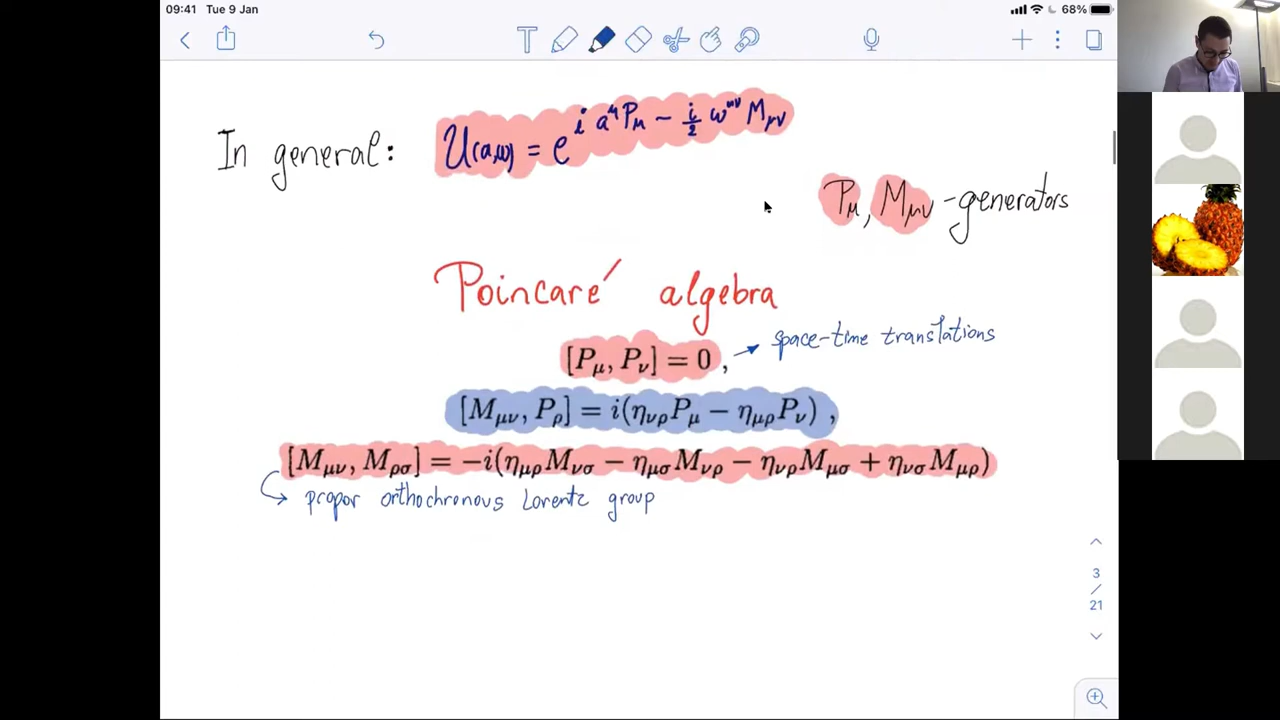 09:41 Tue 9 Jan
68%
In general: U(a,ω) = e^{i a^μ P_μ − i/2 ω^{μν} M_{μν}}
P_μ, M_{μν} - generators
Poincaré algebra
[P_μ, P_ν] = 0 , → space-time translations
[M_{μν}, P_ρ] = i(η_{νρ}P_μ − η_{μρ}P_ν) ,
[M_{μν}, M_{ρσ}] = −i(η_{μρ}M_{νσ} − η_{μσ}M_{νρ} − η_{νρ}M_{μσ} + η_{νσ}M_{μρ})
↪ propor orthochronous Lorentz group
3
/
21